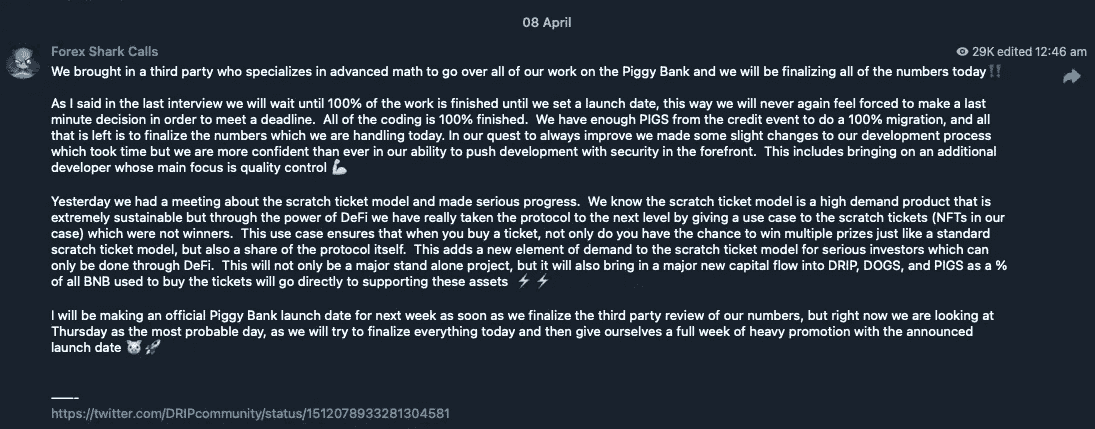 08 April
Forex Shark Calls
29K edited 12:46 am
We brought in a third party who specializes in advanced math to go over all of our work on the Piggy Bank and we will be finalizing all of the numbers today‼️
As I said in the last interview we will wait until 100% of the work is finished until we set a launch date, this way we will never again feel forced to make a last
minute decision in order to meet a deadline.  All of the coding is 100% finished.  We have enough PIGS from the credit event to do a 100% migration, and all
that is left is to finalize the numbers which we are handling today. In our quest to always improve we made some slight changes to our development process
which took time but we are more confident than ever in our ability to push development with security in the forefront.  This includes bringing on an additional
developer whose main focus is quality control 💪
Yesterday we had a meeting about the scratch ticket model and made serious progress.  We know the scratch ticket model is a high demand product that is
extremely sustainable but through the power of DeFi we have really taken the protocol to the next level by giving a use case to the scratch tickets (NFTs in our
case) which were not winners.  This use case ensures that when you buy a ticket, not only do you have the chance to win multiple prizes just like a standard
scratch ticket model, but also a share of the protocol itself.  This adds a new element of demand to the scratch ticket model for serious investors which can
only be done through DeFi.  This will not only be a major stand alone project, but it will also bring in a major new capital flow into DRIP, DOGS, and PIGS as a %
of all BNB used to buy the tickets will go directly to supporting these assets ⚡⚡
I will be making an official Piggy Bank launch date for next week as soon as we finalize the third party review of our numbers, but right now we are looking at
Thursday as the most probable day, as we will try to finalize everything today and then give ourselves a full week of heavy promotion with the announced
launch date 🐷🚀
——-
https://twitter.com/DRIPcommunity/status/1512078933281304581